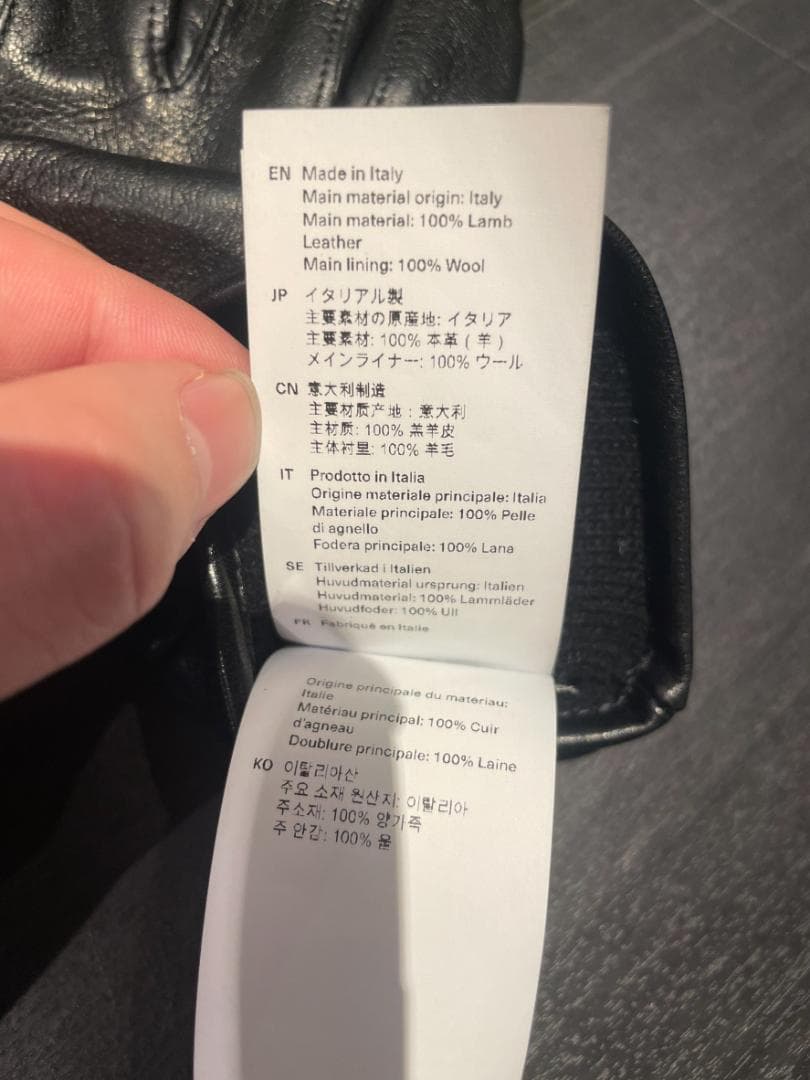 EN Made in Italy
Main material origin: Italy
Main material: 100% Lamb
Leather
Main lining: 100% Wool
JP イタリアル製
主要素材の原産地: イタリア
主要素材: 100% 本革 ( 羊 )
メインライナー: 100% ウール
CN 意大利制造
主要材质产地 : 意大利
主材质: 100% 羔羊皮
主体衬里: 100% 羊毛
IT Prodotto in Italia
Origine materiale principale: Italia
Materiale principale: 100% Pelle
di agnello
Fodera principale: 100% Lana
SE Tillverkad i Italien
Huvudmaterial ursprung: Italien
Huvudmaterial: 100% Lammläder
Huvudfoder: 100% Ull
FR Fabriqué en Italie
Origine principale du materiau:
Italie
Matériau principal: 100% Cuir
d'agneau
Doublure principale: 100% Laine
KO 이탈리아산
주요 소재 원산지: 이탈리아
주소재: 100% 양가죽
주 안감: 100% 울